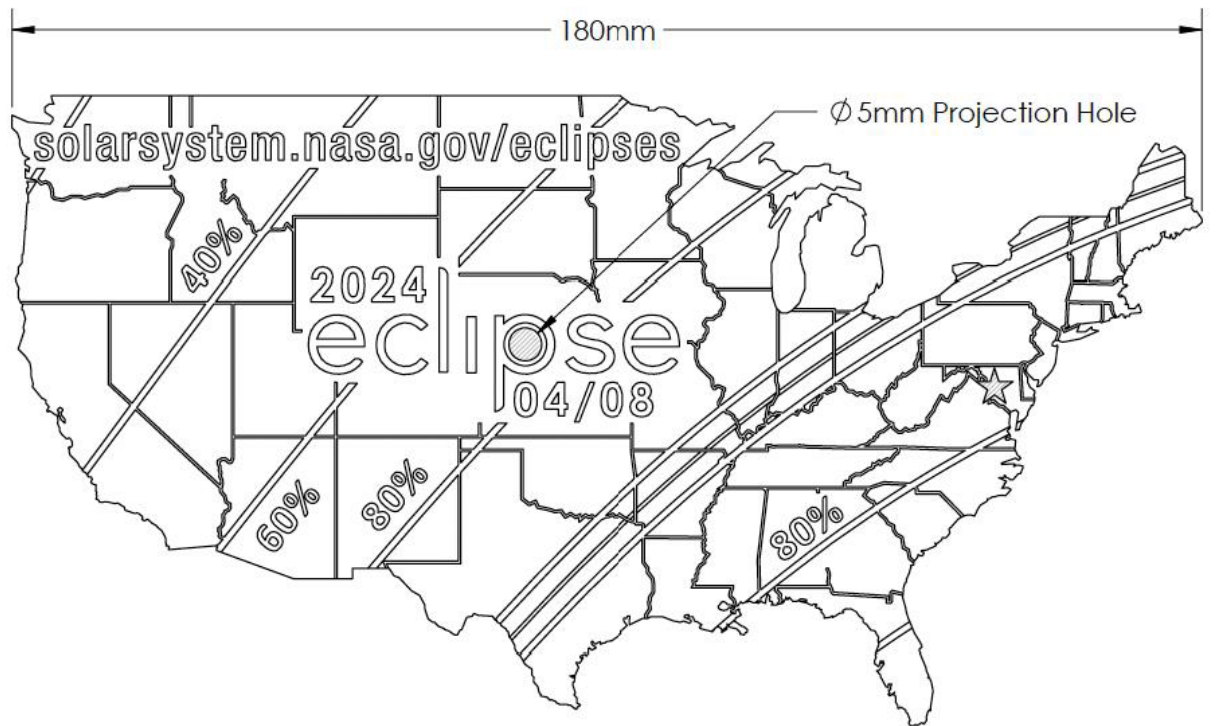 180mm
Ø 5mm Projection Hole
solarsystem.nasa.gov/eclipses
40%
2024
eclipse
04/08
60%
80%
80%